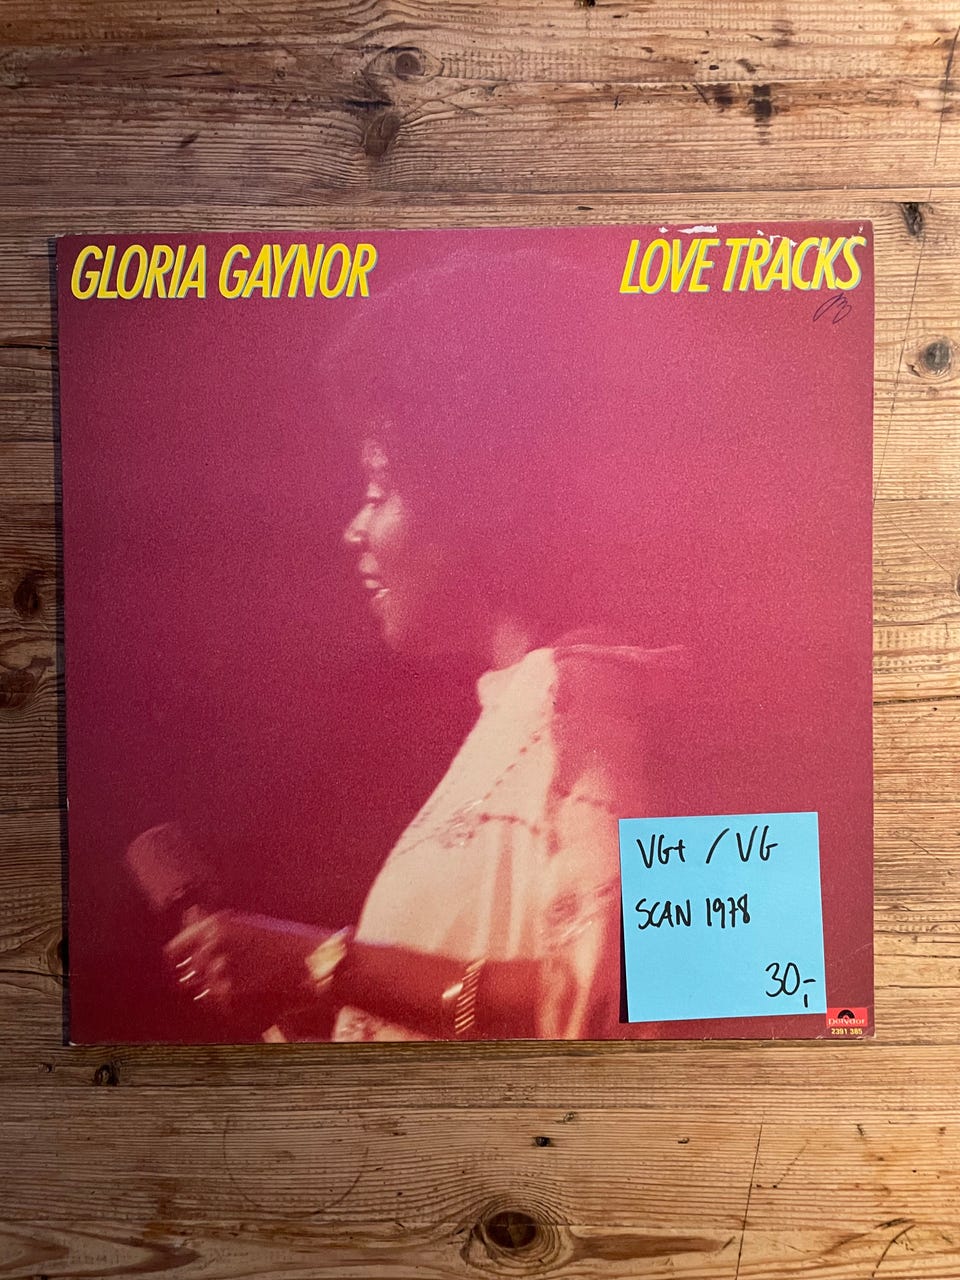 GLORIA GAYNOR
LOVE TRACKS
VG+ / VG
SCAN 1978
30,-
polydor
2391 385